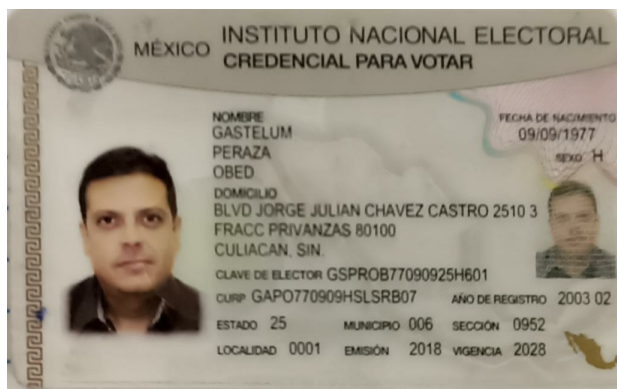 MÉXICO INSTITUTO NACIONAL ELECTORAL
CREDENCIAL PARA VOTAR
NOMBRE FECHA DE NACIMIENTO
GASTELUM 09/09/1977
PERAZA SEXO H
OBED
DOMICILIO
BLVD JORGE JULIAN CHAVEZ CASTRO 2510 3
FRACC PRIVANZAS 80100
CULIACAN, SIN.
CLAVE DE ELECTOR GSPROB77090925H601
CURP GAPO770909HSLSRB07 AÑO DE REGISTRO 2003 02
ESTADO 25 MUNICIPIO 006 SECCIÓN 0952
LOCALIDAD 0001 EMISIÓN 2018 VIGENCIA 2028